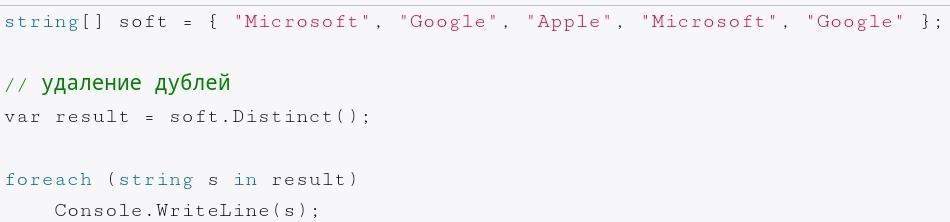 string[] soft = { "Microsoft", "Google", "Apple", "Microsoft", "Google" };
// удаление дублей
var result = soft.Distinct();
foreach (string s in result)
    Console.WriteLine(s);